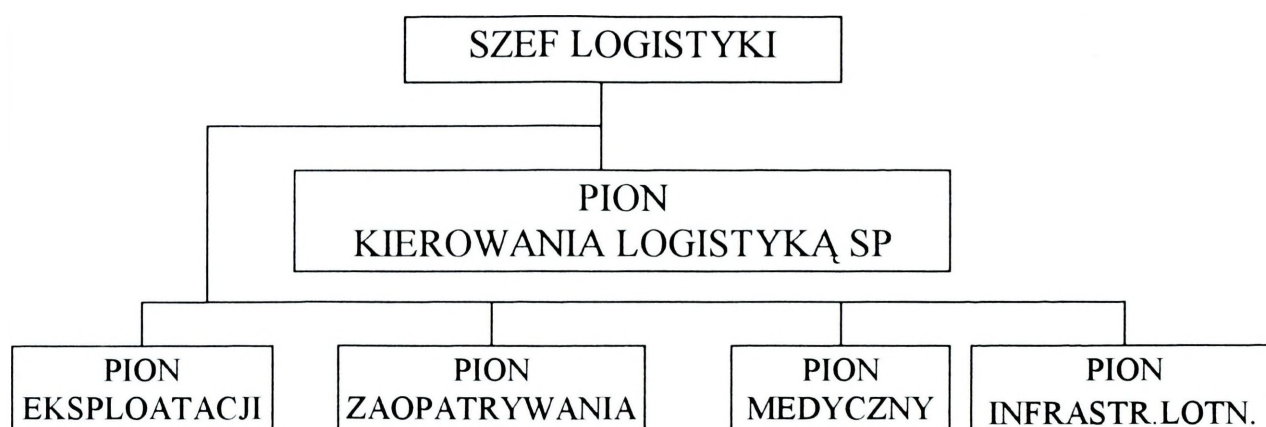 SZEF LOGISTYKI
PION
KIEROWANIA LOGISTYKĄ SP
PION
EKSPLOATACJI
PION
ZAOPATRYWANIA
PION
MEDYCZNY
PION
INFRASTR.LOTN.